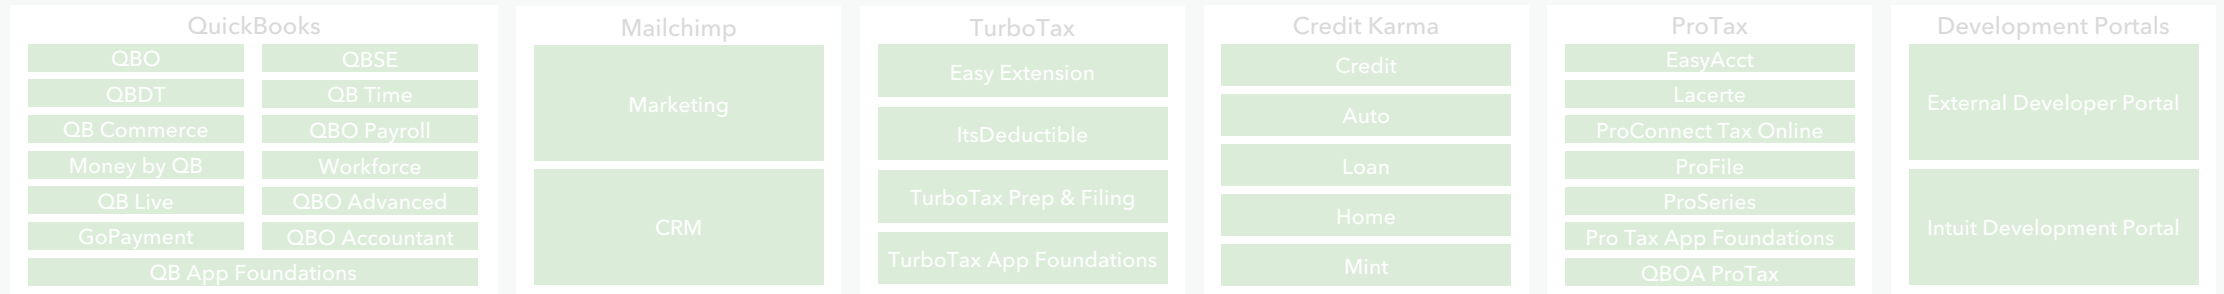 QuickBooks
QBO
QBSE
QBDT
QB Time
QB Commerce
QBO Payroll
Money by QB
Workforce
QB Live
QBO Advanced
GoPayment
QBO Accountant
QB App Foundations
Mailchimp
Marketing
CRM
TurboTax
Easy Extension
ItsDeductible
TurboTax Prep & Filing
TurboTax App Foundations
Credit Karma
Credit
Auto
Loan
Home
Mint
ProTax
EasyAcct
Lacerte
ProConnect Tax Online
ProFile
ProSeries
Pro Tax App Foundations
QBOA ProTax
Development Portals
External Developer Portal
Intuit Development Portal